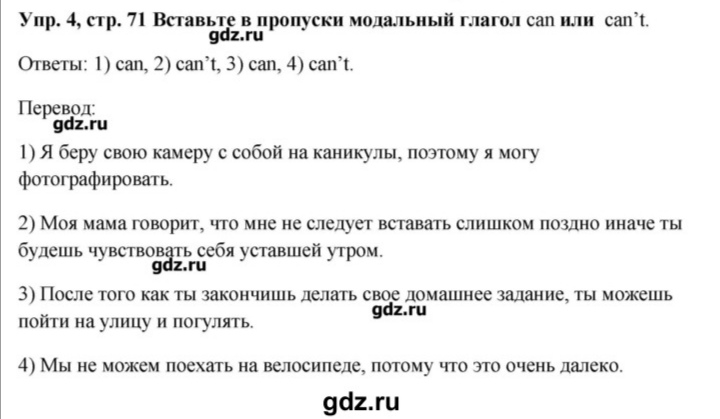 Упр. 4, стр. 71 Вставьте в пропуски модальный глагол can или can't.
gdz.ru
Ответы: 1) can, 2) can't, 3) can, 4) can't.
Перевод:
gdz.ru
1) Я беру свою камеру с собой на каникулы, поэтому я могу
фотографировать.
2) Моя мама говорит, что мне не следует вставать слишком поздно иначе ты
будешь чувствовать себя уставшей утром.
gdz.ru
3) После того как ты закончишь делать свое домашнее задание, ты можешь
gdz.ru
пойти на улицу и погулять.
4) Мы не можем поехать на велосипеде, потому что это очень далеко.
gdz.ru